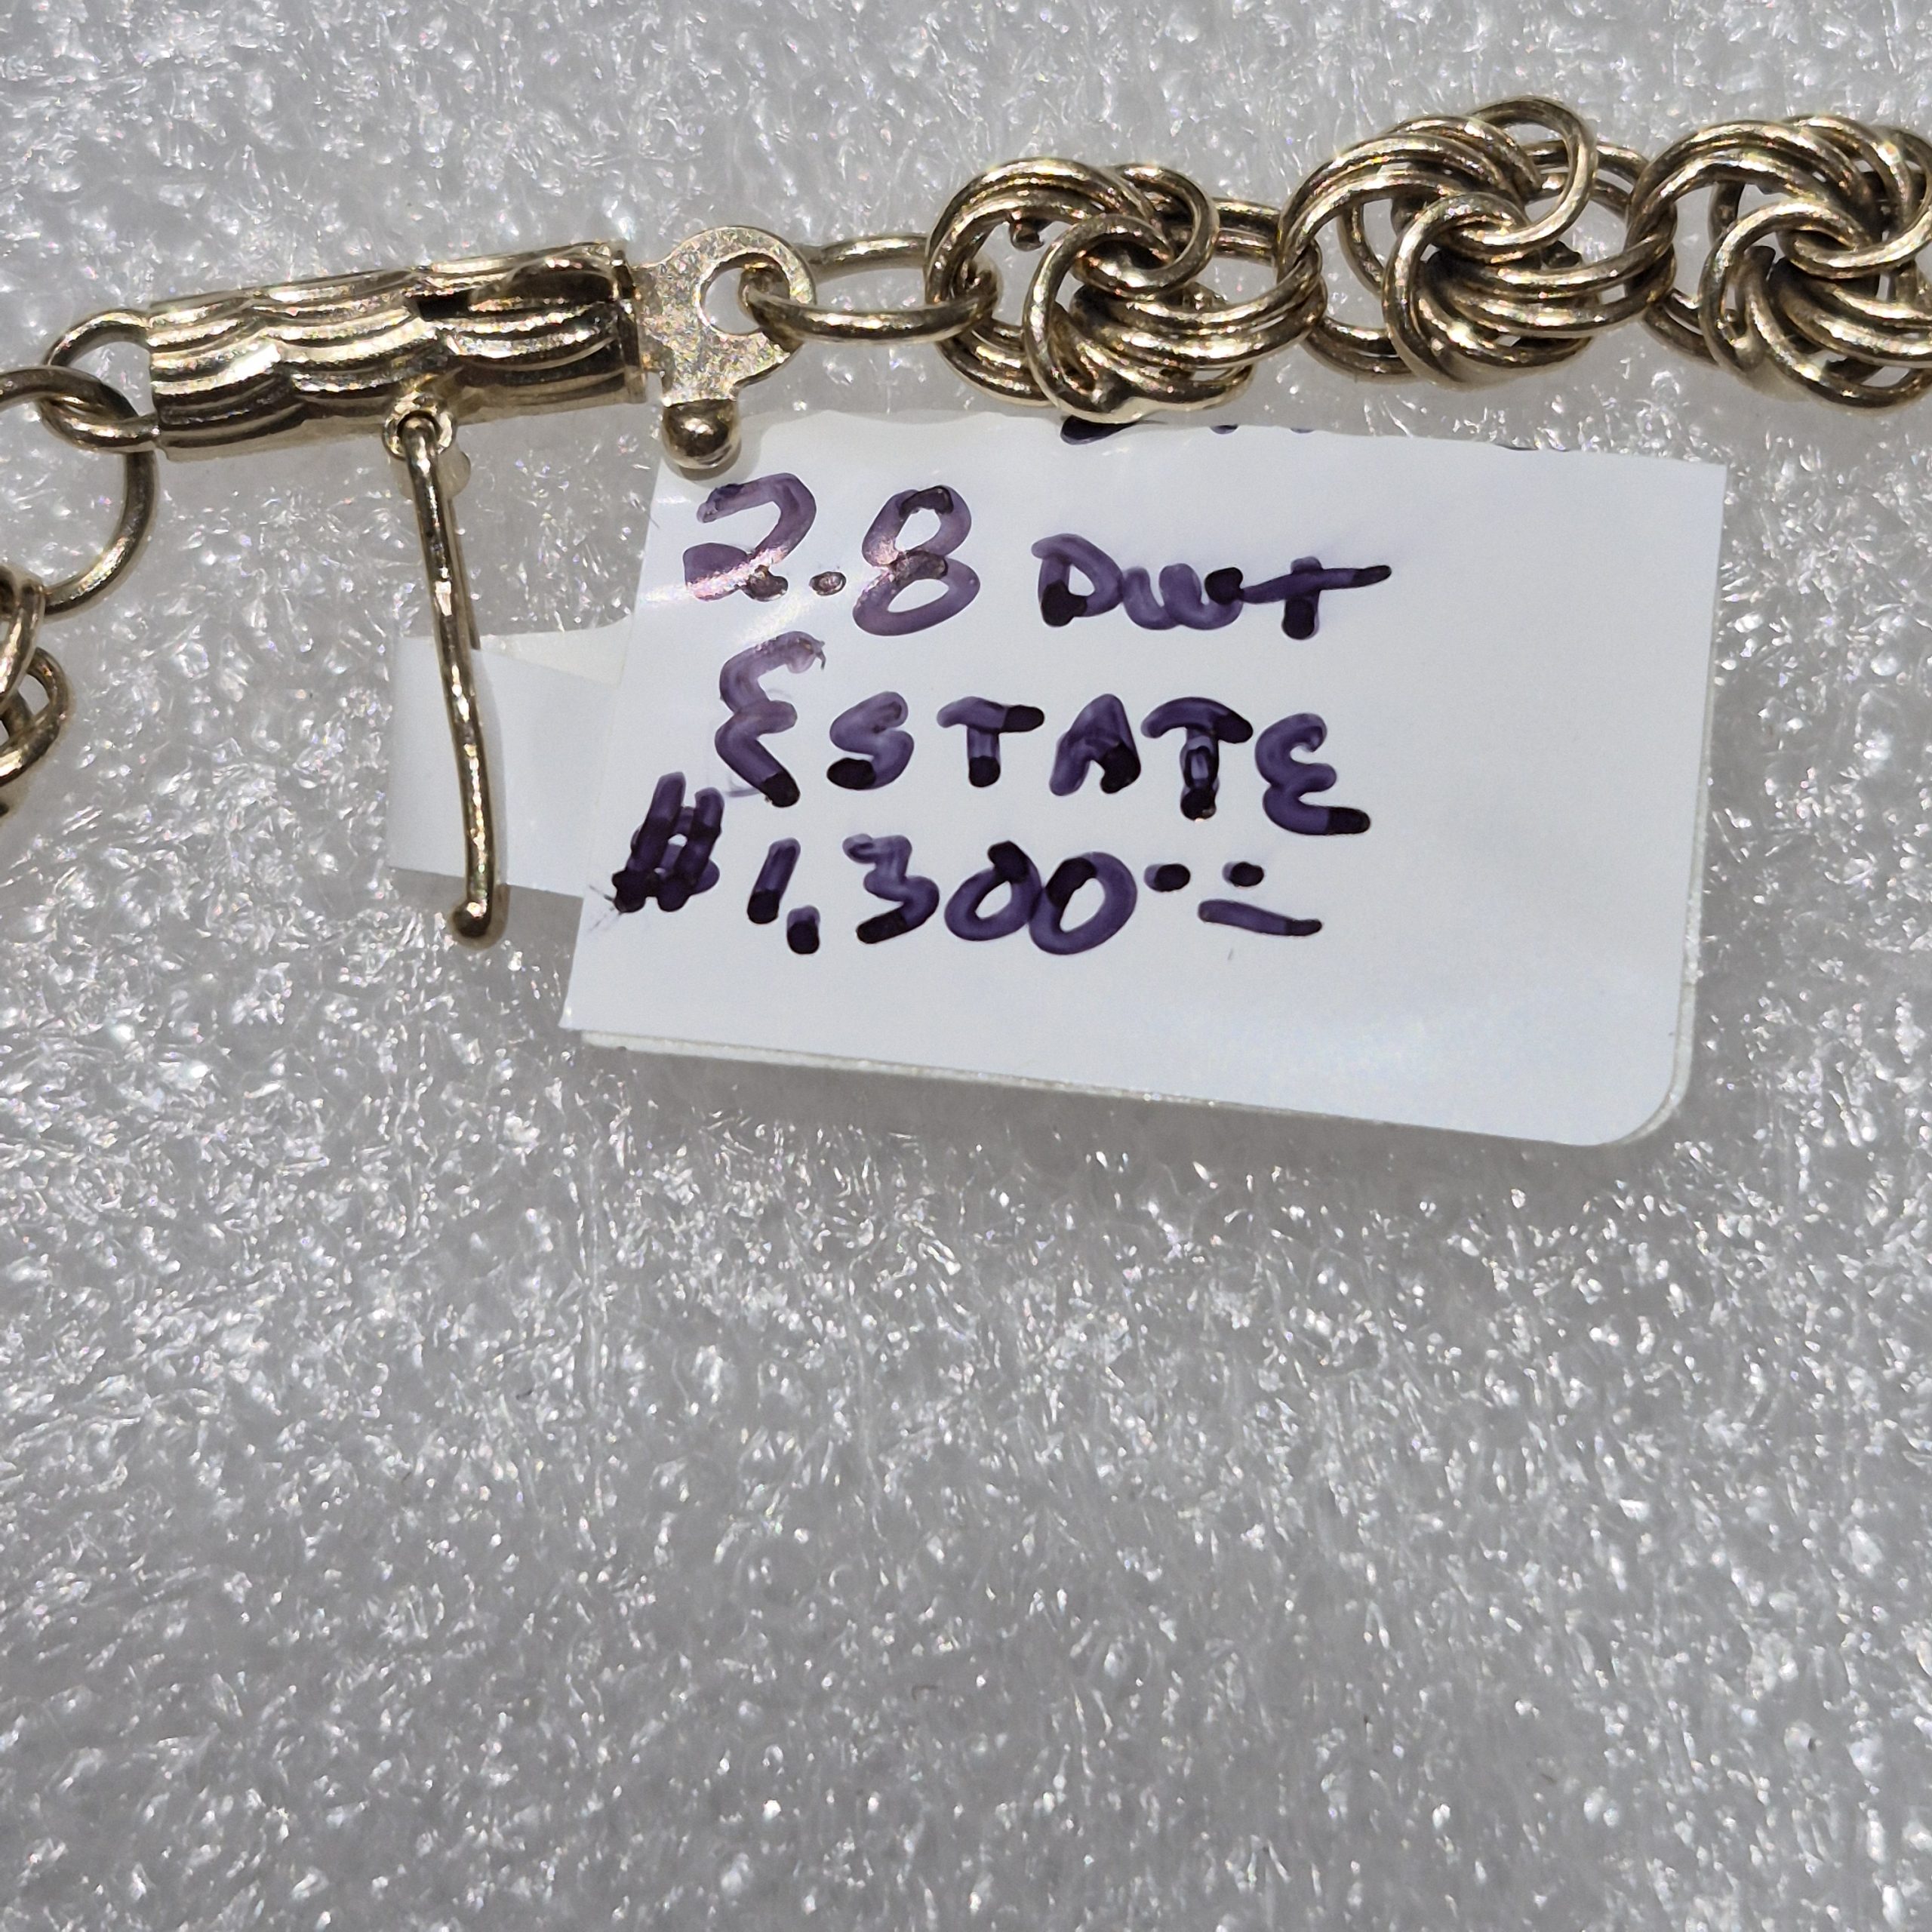 2.8 DWT
ESTATE
$1,300..